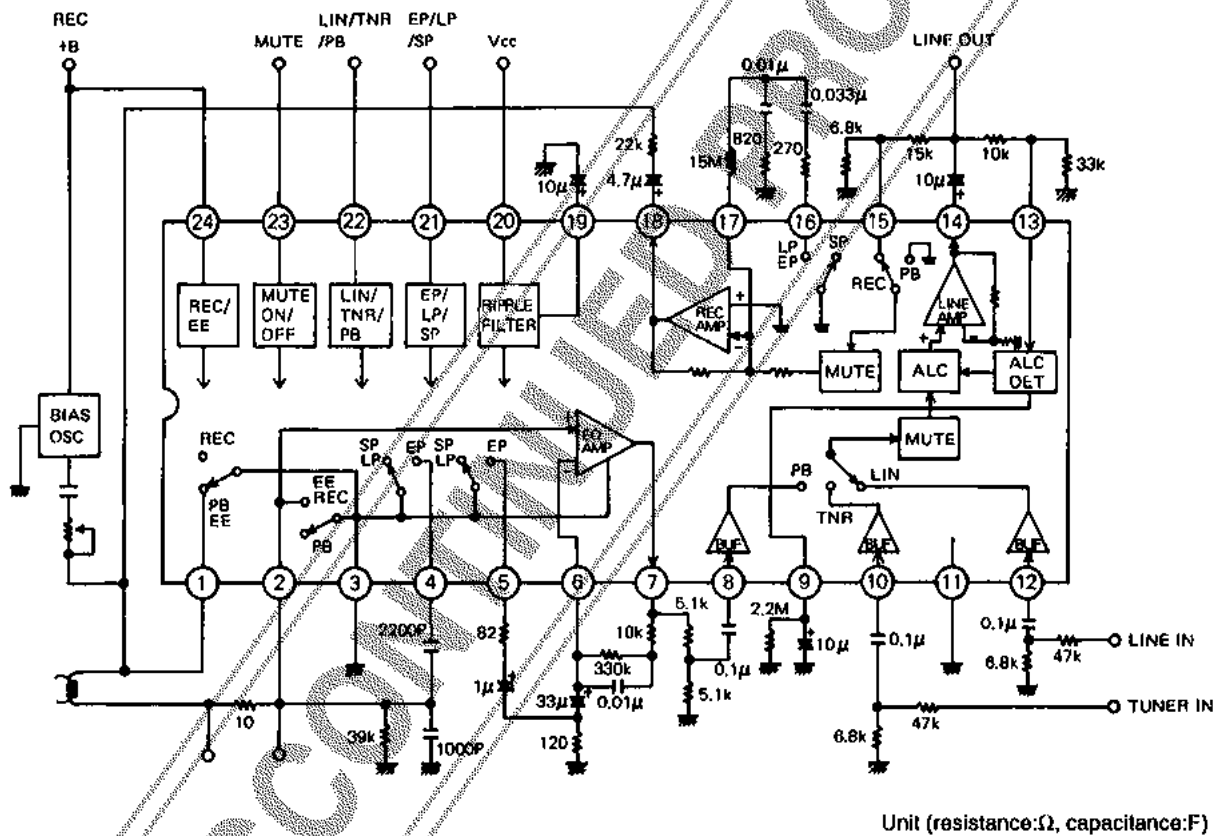 REC
+B
MUTE
LIN/TNR
/PB
EP/LP
/SP
Vcc
LINE OUT
0.01μ
0.033μ
6.8k
22k
820
270
15k
10k
33k
15M
10μ
4.7μ
10μ
24
23
22
21
20
19
18
17
16
15
14
13
REC/
EE
MUTE
ON/OFF
LIN/
TNR/
PB
EP/
LP/
SP
RIPPLE
FILTER
REC
AMP
+
−
LP
EP
SP
REC
PB
LINE
AMP
+
−
MUTE
ALC
ALC
DET
MUTE
BIAS
OSC
REC
PB
EE
EE
REC
PB
SP
LP
EP
SP
LP
EP
EQ
AMP
PB
LIN
TNR
BUF
BUF
BUF
1
2
3
4
5
6
7
8
9
10
11
12
2200P
82
10k
5.1k
2.2M
0.1μ
0.1μ
330k
0.1μ
10μ
47k
LINE IN
6.8k
1μ
33μ
0.01μ
5.1k
10
39k
1000P
120
47k
TUNER IN
6.8k
Unit (resistance:Ω, capacitance:F)